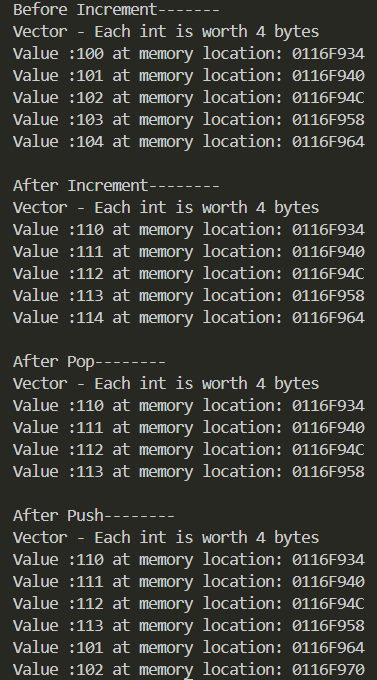 Before Increment-------
Vector - Each int is worth 4 bytes
Value :100 at memory location: 0116F934
Value :101 at memory location: 0116F940
Value :102 at memory location: 0116F94C
Value :103 at memory location: 0116F958
Value :104 at memory location: 0116F964

After Increment--------
Vector - Each int is worth 4 bytes
Value :110 at memory location: 0116F934
Value :111 at memory location: 0116F940
Value :112 at memory location: 0116F94C
Value :113 at memory location: 0116F958
Value :114 at memory location: 0116F964

After Pop--------
Vector - Each int is worth 4 bytes
Value :110 at memory location: 0116F934
Value :111 at memory location: 0116F940
Value :112 at memory location: 0116F94C
Value :113 at memory location: 0116F958

After Push--------
Vector - Each int is worth 4 bytes
Value :110 at memory location: 0116F934
Value :111 at memory location: 0116F940
Value :112 at memory location: 0116F94C
Value :113 at memory location: 0116F958
Value :101 at memory location: 0116F964
Value :102 at memory location: 0116F970